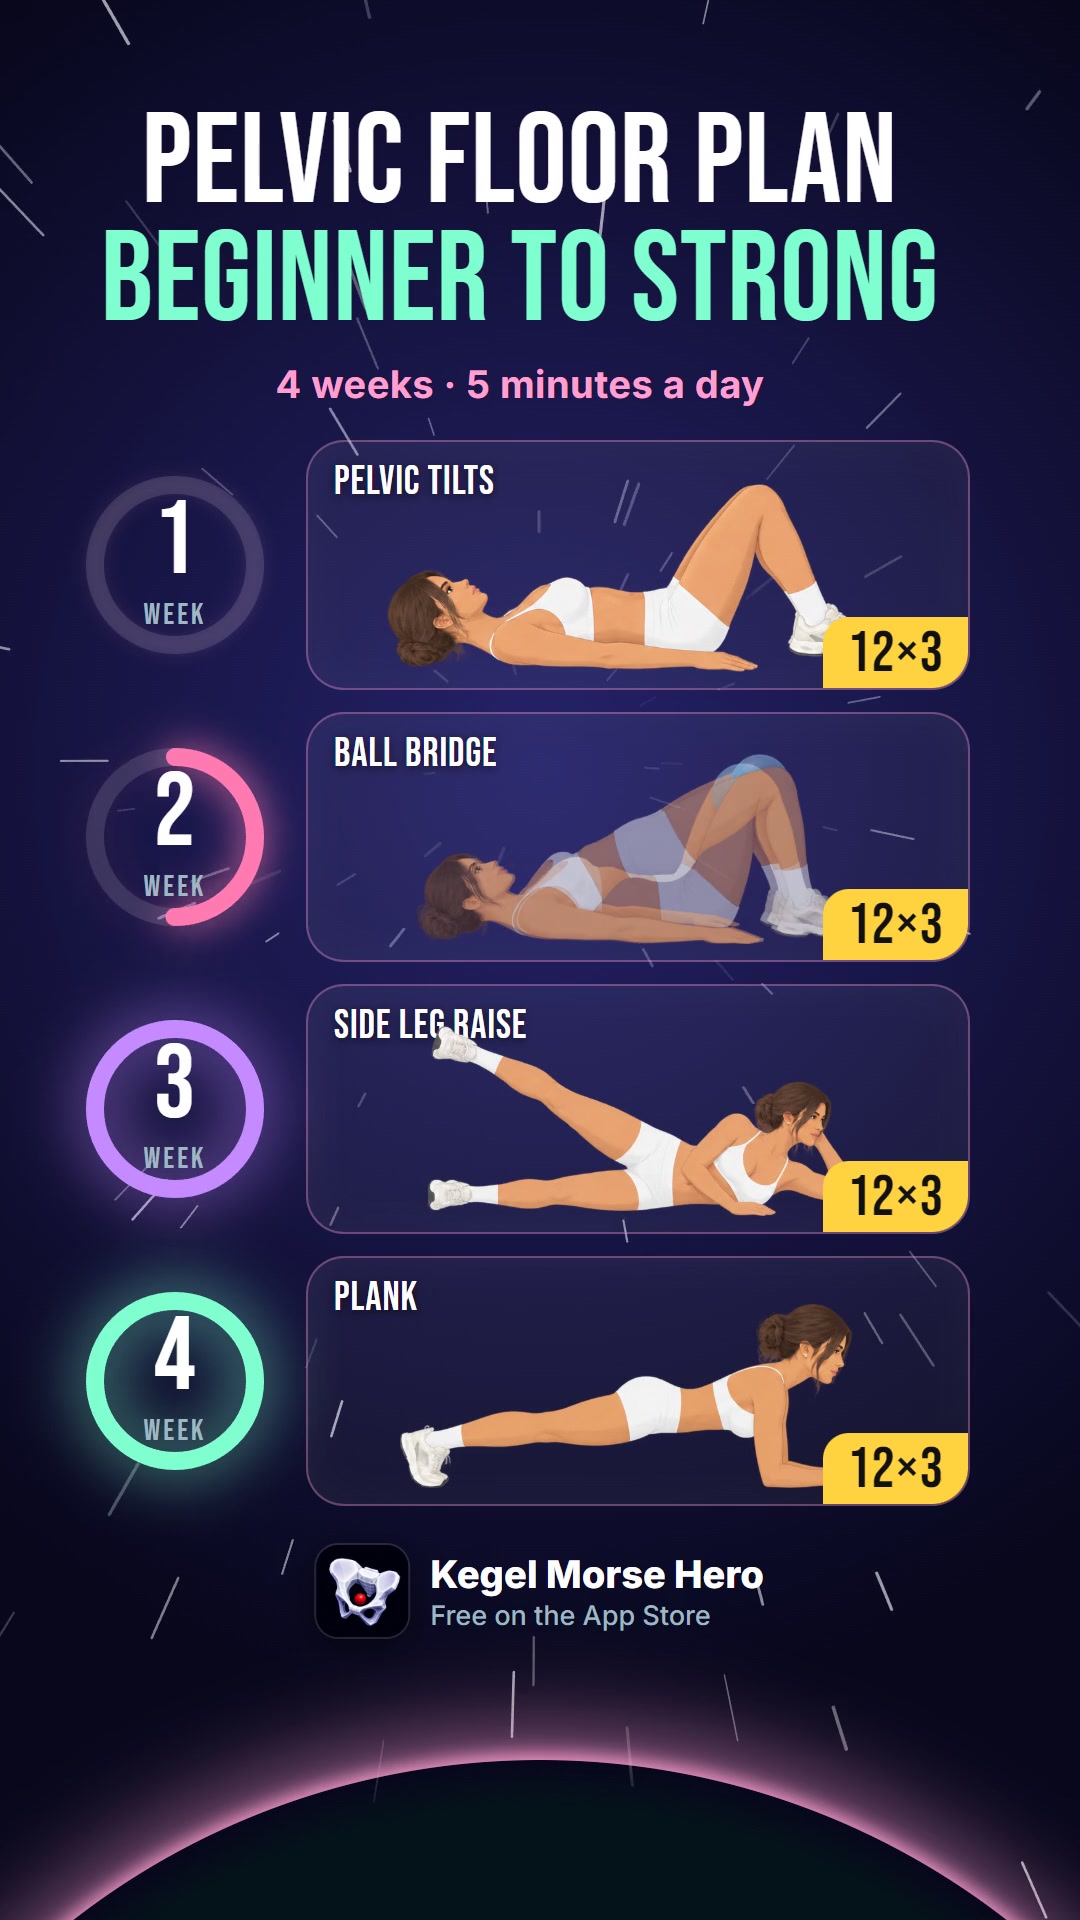 PELVIC FLOOR PLAN
BEGINNER TO STRONG
4 weeks · 5 minutes a day
1
WEEK
PELVIC TILTS
12×3
2
WEEK
BALL BRIDGE
12×3
3
WEEK
SIDE LEG RAISE
12×3
4
WEEK
PLANK
12×3
Kegel Morse Hero
Free on the App Store